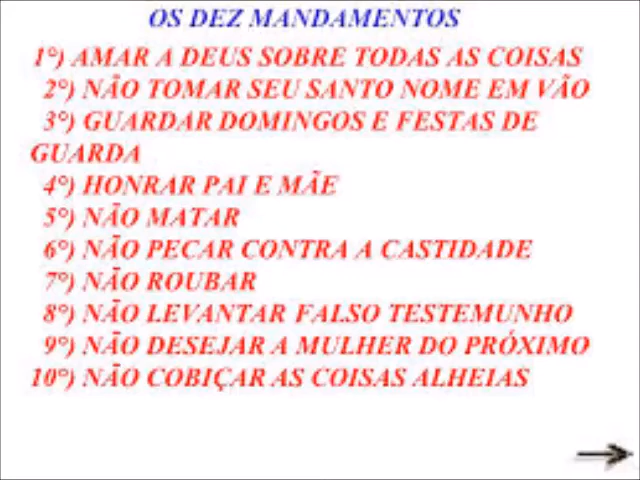 OS DEZ MANDAMENTOS
1°) AMAR A DEUS SOBRE TODAS AS COISAS
2°) NÃO TOMAR SEU SANTO NOME EM VÃO
3°) GUARDAR DOMINGOS E FESTAS DE
GUARDA
4°) HONRAR PAI E MÃE
5°) NÃO MATAR
6°) NÃO PECAR CONTRA A CASTIDADE
7°) NÃO ROUBAR
8°) NÃO LEVANTAR FALSO TESTEMUNHO
9°) NÃO DESEJAR A MULHER DO PRÓXIMO
10°) NÃO COBIÇAR AS COISAS ALHEIAS